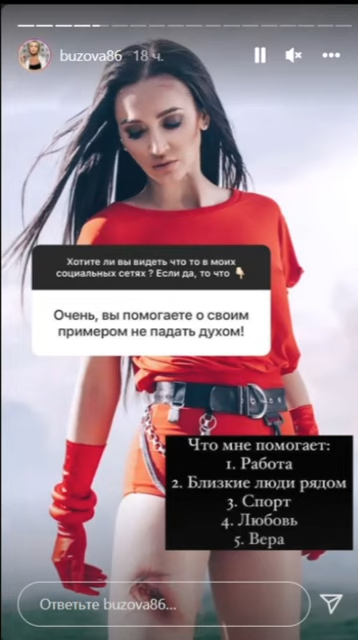 buzova86 18 ч.
Хотите ли вы видеть что то в моих
социальных сетях ? Если да, то что 👇
Очень, вы помогаете о своим
примером не падать духом!
Что мне помогает:
1. Работа
2. Близкие люди рядом
3. Спорт
4. Любовь
5. Вера
Ответьте buzova86...